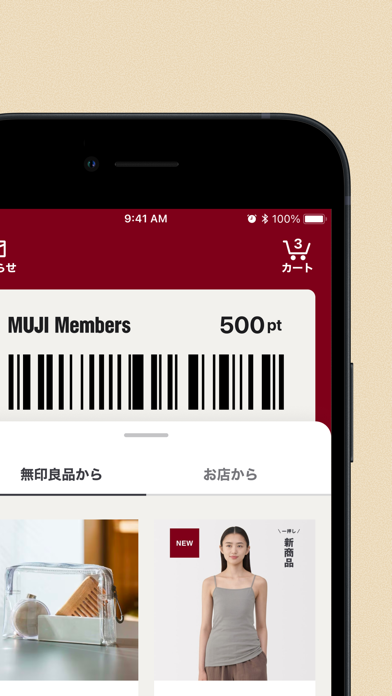 9:41 AM
100%
らせ
3
カート
MUJI Members
500pt
無印良品から
お店から
NEW
一押し
新商品